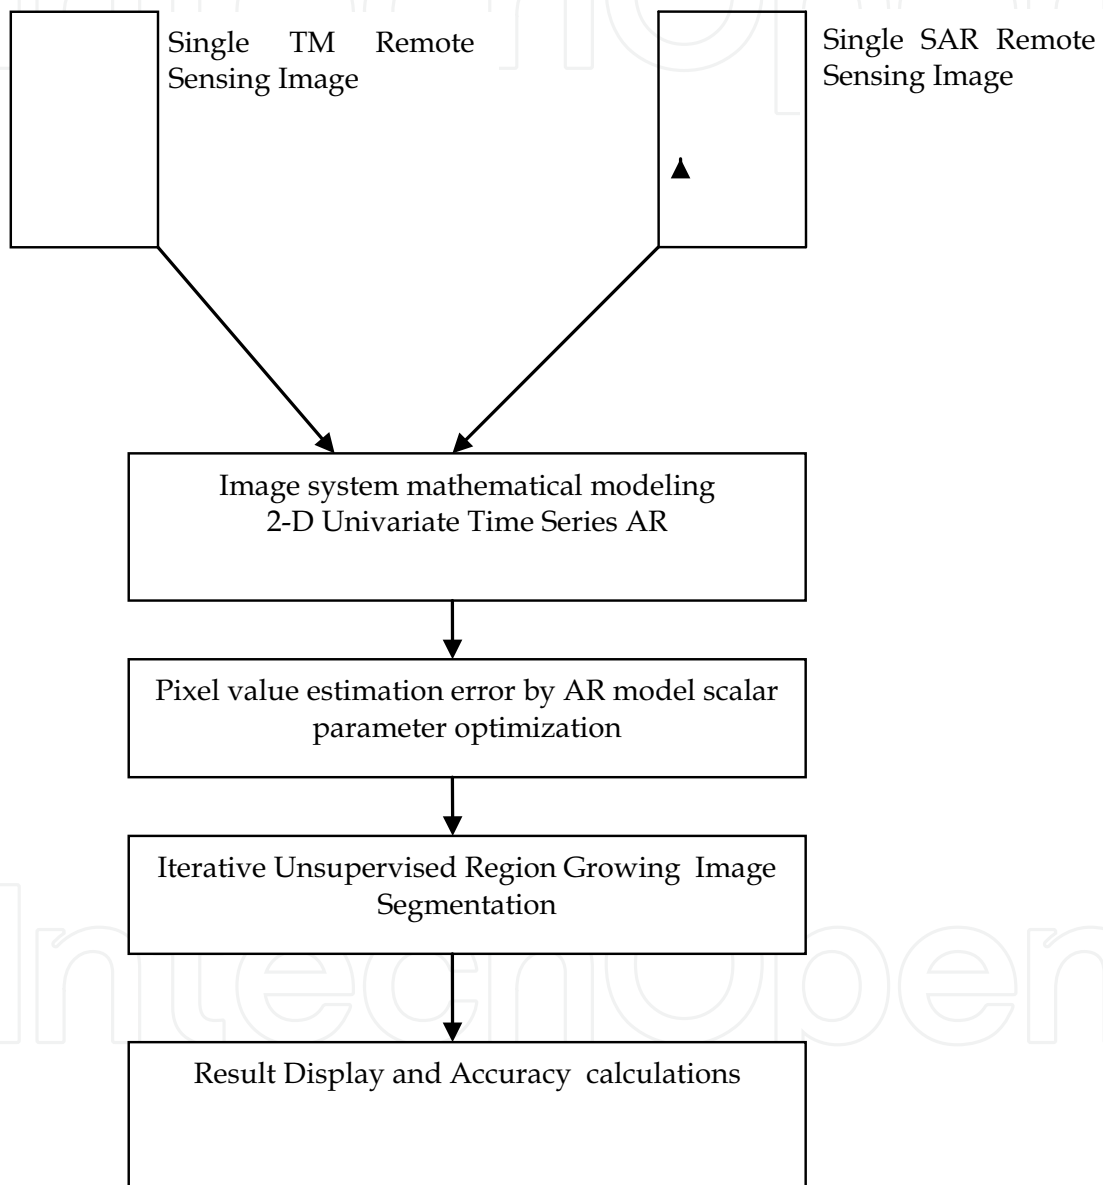 Single TM Remote
Sensing Image
Single SAR Remote
Sensing Image
Image system mathematical modeling
2-D Univariate Time Series AR
Pixel value estimation error by AR model scalar
parameter optimization
Iterative Unsupervised Region Growing Image
Segmentation
IntechOpen
Result Display and Accuracy calculations